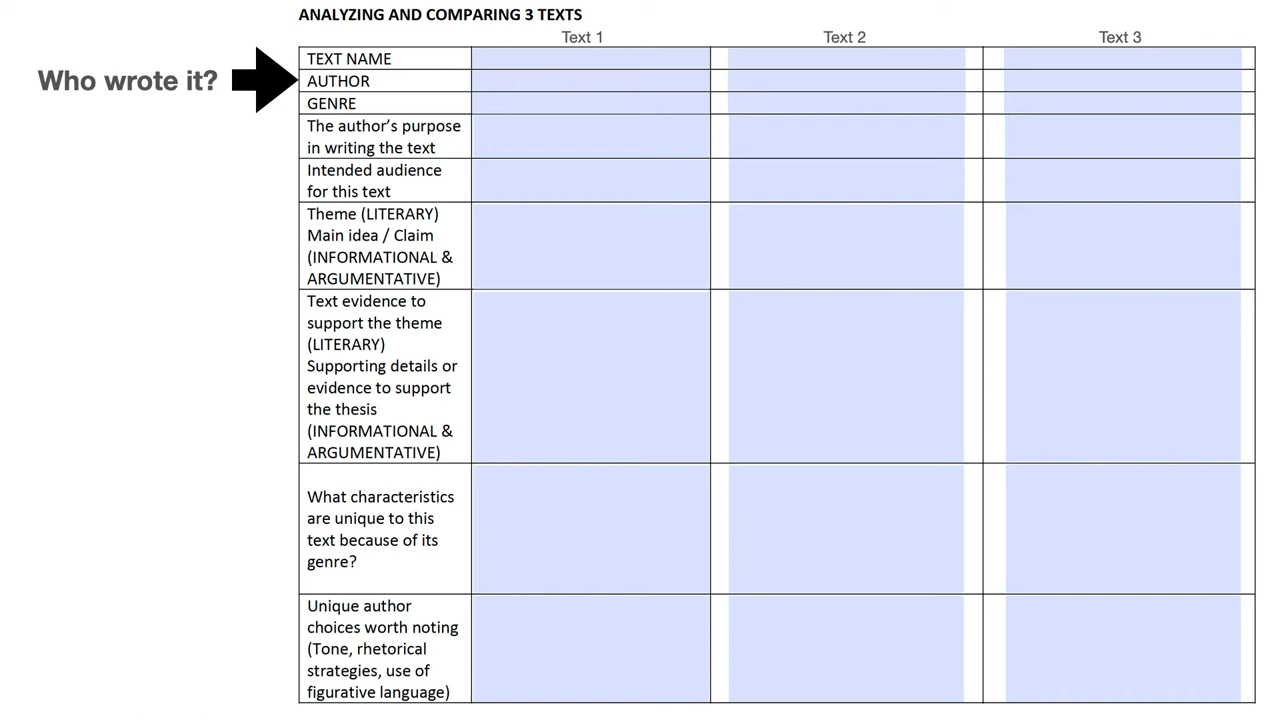 ANALYZING AND COMPARING 3 TEXTS
Text 1
Text 2
Text 3
TEXT NAME
Who wrote it?
AUTHOR
GENRE
The author’s purpose
in writing the text
Intended audience
for this text
Theme (LITERARY)
Main idea / Claim
(INFORMATIONAL &
ARGUMENTATIVE)
Text evidence to
support the theme
(LITERARY)
Supporting details or
evidence to support
the thesis
(INFORMATIONAL &
ARGUMENTATIVE)
What characteristics
are unique to this
text because of its
genre?
Unique author
choices worth noting
(Tone, rhetorical
strategies, use of
figurative language)